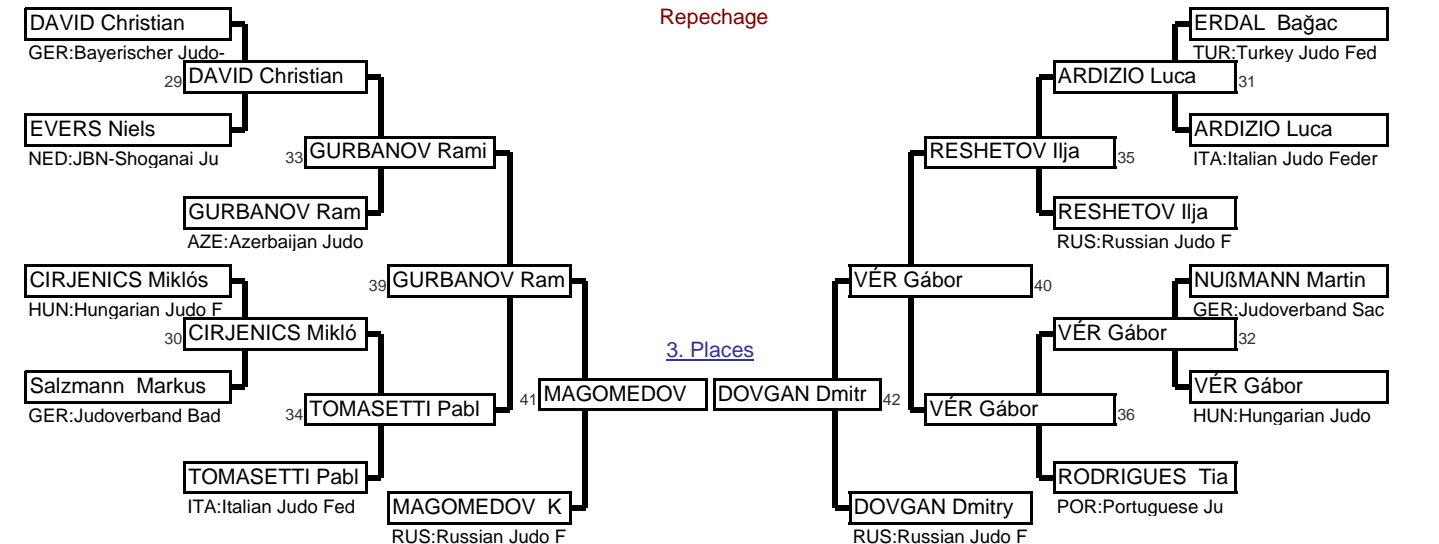 Repechage
DAVID Christian
GER:Bayerischer Judo-
29 DAVID Christian
EVERS Niels
NED:JBN-Shoganai Ju
33 GURBANOV Rami
GURBANOV Ram
AZE:Azerbaijan Judo
CIRJENICS Miklós
HUN:Hungarian Judo F
39 GURBANOV Ram
30 CIRJENICS Mikló
Salzmann Markus
GER:Judoverband Bad
34 TOMASETTI Pabl
TOMASETTI Pabl
ITA:Italian Judo Fed
41 MAGOMEDOV
MAGOMEDOV K
RUS:Russian Judo F
3. Places
ERDAL Bağac
TUR:Turkey Judo Fed
ARDIZIO Luca 31
ARDIZIO Luca
ITA:Italian Judo Feder
RESHETOV Ilja 35
RESHETOV Ilja
RUS:Russian Judo F
VÉR Gábor 40
NUßMANN Martin
GER:Judoverband Sac
VÉR Gábor 32
VÉR Gábor
HUN:Hungarian Judo
DOVGAN Dmitr 42
VÉR Gábor 36
RODRIGUES Tia
POR:Portuguese Ju
DOVGAN Dmitry
RUS:Russian Judo F